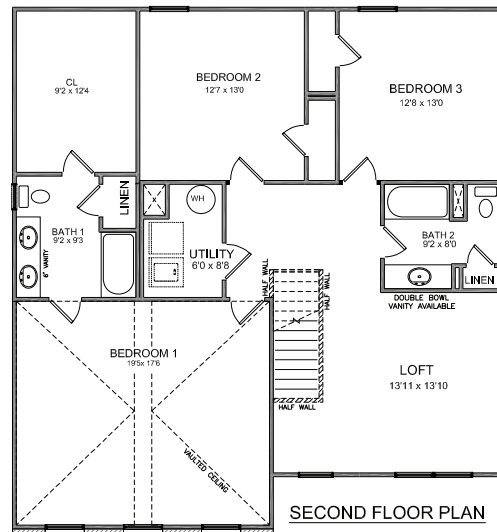 CL
9'2 x 12'4
BEDROOM 2
12'7 x 13'0
BEDROOM 3
12'8 x 13'0
LINEN
WH
BATH 1
9'2 x 9'3
6' VANITY
UTILITY
6'0 x 8'8
BATH 2
9'2 x 8'0
LINEN
DOUBLE BOWL
VANITY AVAILABLE
HALF WALL
HALF WALL
HALF WALL
BEDROOM 1
19'5x 17'6
VAULTED CEILING
LOFT
13'11 x 13'10
SECOND FLOOR PLAN